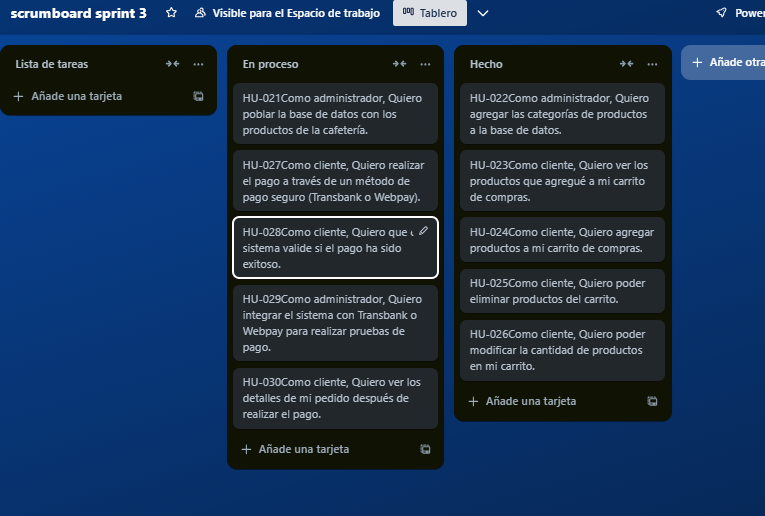 scrumboard sprint 3
Visible para el Espacio de trabajo
Tablero
Power
Lista de tareas
Añade una tarjeta
En proceso
HU-021Como administrador, Quiero
poblar la base de datos con los
productos de la cafetería.
HU-027Como cliente, Quiero realizar
el pago a través de un método de
pago seguro (Transbank o Webpay).
HU-028Como cliente, Quiero que
sistema valide si el pago ha sido
exitoso.
HU-029Como administrador, Quiero
integrar el sistema con Transbank o
Webpay para realizar pruebas de
pago.
HU-030Como cliente, Quiero ver los
detalles de mi pedido después de
realizar el pago.
Añade una tarjeta
Hecho
HU-022Como administrador, Quiero
agregar las categorías de productos
a la base de datos.
HU-023Como cliente, Quiero ver los
productos que agregué a mi carrito
de compras.
HU-024Como cliente, Quiero agregar
productos a mi carrito de compras.
HU-025Como cliente, Quiero poder
eliminar productos del carrito.
HU-026Como cliente, Quiero poder
modificar la cantidad de productos
en mi carrito.
Añade una tarjeta
Añade otra